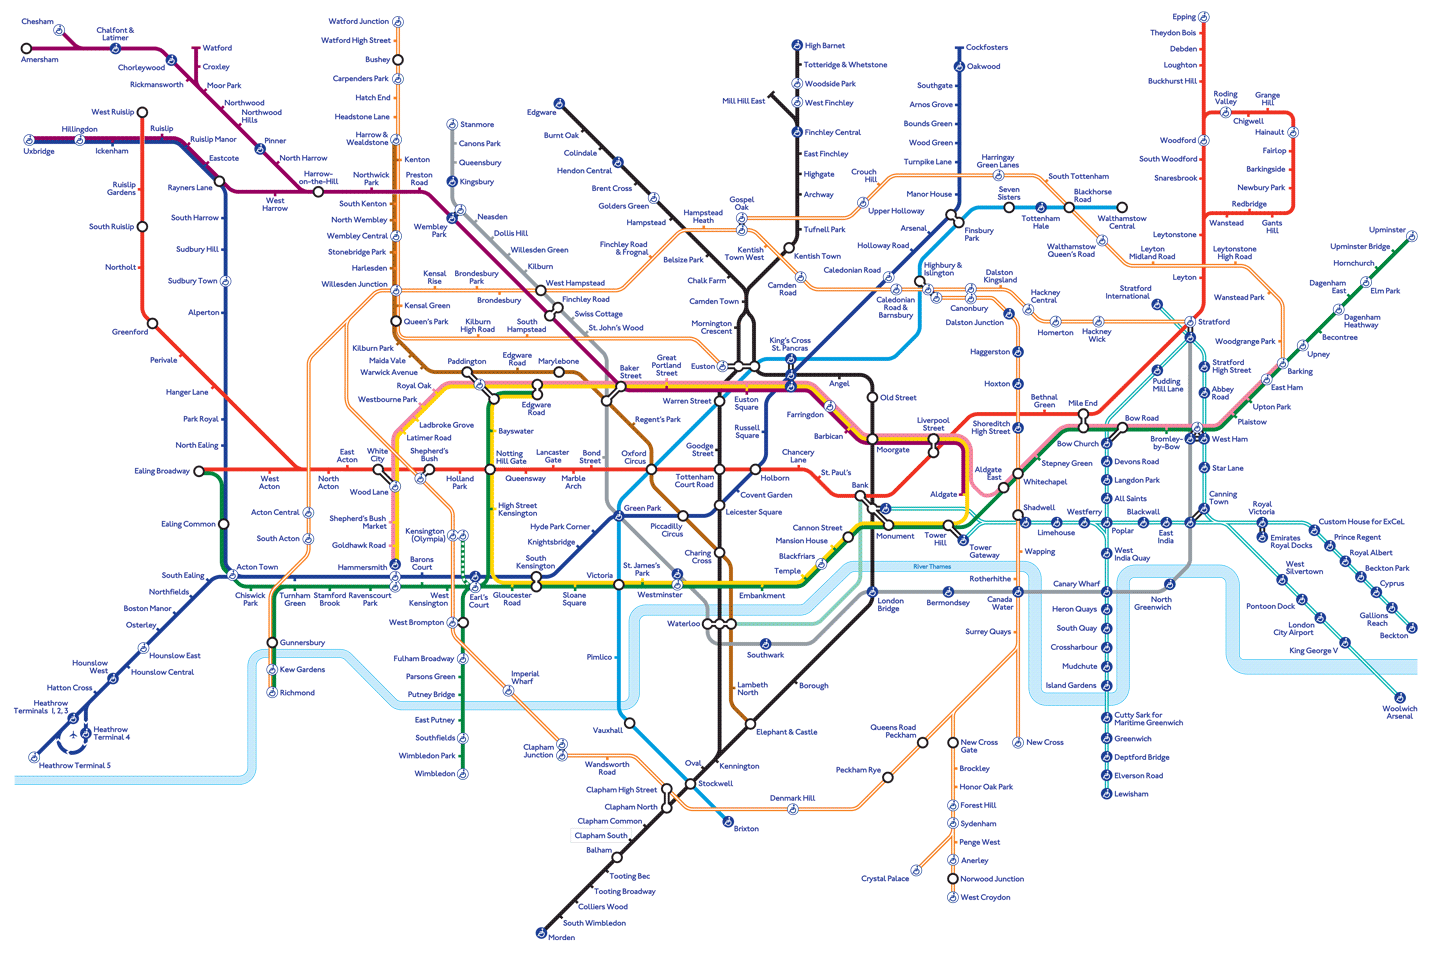 Chesham
Chalfont &
Latimer
Amersham
Chorleywood
Rickmansworth
Watford
Croxley
Moor Park
Northwood
Northwood
Hills
Pinner
North Harrow
Harrow-
on-the-Hill
Northwick
Park
Preston
Road
West Ruislip
Hillingdon
Uxbridge
Ickenham
Ruislip
Ruislip Manor
Eastcote
Rayners Lane
West
Harrow
Ruislip
Gardens
South Ruislip
Northolt
Greenford
Perivale
Hanger Lane
South Harrow
Sudbury Hill
Sudbury Town
Alperton
Park Royal
North Ealing
Ealing Broadway
Ealing Common
West
Acton
North
Acton
East
Acton
White
City
Shepherd's
Bush
Holland
Park
Wood Lane
Shepherd's Bush
Market
Goldhawk Road
Hammersmith
Watford Junction
Watford High Street
Bushey
Carpenders Park
Hatch End
Headstone Lane
Harrow &
Wealdstone
Kenton
South Kenton
North Wembley
Wembley Central
Stonebridge Park
Harlesden
Willesden Junction
Kensal
Rise
Brondesbury
Park
Brondesbury
Kensal Green
Queen's Park
Kilburn
High Road
South
Hampstead
Kilburn Park
Maida Vale
Warwick Avenue
Royal Oak
Westbourne Park
Ladbroke Grove
Latimer Road
Paddington
Edgware
Road
Marylebone
Edgware
Road
Bayswater
Notting
Hill Gate
Queensway
Lancaster
Gate
Marble
Arch
Bond
Street
Oxford
Circus
High Street
Kensington
Kensington
(Olympia)
Stanmore
Canons Park
Queensbury
Kingsbury
Wembley
Park
Neasden
Dollis Hill
Willesden Green
Kilburn
West Hampstead
Finchley Road
Swiss Cottage
St. John's Wood
Baker
Street
Great
Portland
Street
Regent's Park
Warren Street
Euston
Square
Euston
Edgware
Burnt Oak
Colindale
Hendon Central
Brent Cross
Golders Green
Hampstead
Hampstead
Heath
Finchley Road
& Frognal
Belsize Park
Chalk Farm
Camden Town
Mornington
Crescent
High Barnet
Totteridge & Whetstone
Woodside Park
West Finchley
Mill Hill East
Finchley Central
East Finchley
Highgate
Archway
Gospel
Oak
Tufnell Park
Kentish
Town West
Kentish Town
Camden
Road
Crouch
Hill
Upper Holloway
Harringay
Green Lanes
Cockfosters
Oakwood
Southgate
Arnos Grove
Bounds Green
Wood Green
Turnpike Lane
Manor House
Arsenal
Finsbury
Park
Holloway Road
Caledonian Road
Seven
Sisters
Tottenham
Hale
South Tottenham
Blackhorse
Road
Walthamstow
Central
Walthamstow
Queen's Road
Leyton
Midland Road
Leytonstone
High Road
Wanstead Park
Woodgrange Park
Highbury &
Islington
Caledonian
Road &
Barnsbury
Canonbury
Dalston
Kingsland
Dalston Junction
Hackney
Central
Homerton
Hackney
Wick
Haggerston
Hoxton
Shoreditch
High Street
King's Cross
St. Pancras
Angel
Old Street
Farringdon
Barbican
Moorgate
Liverpool
Street
Russell
Square
Goodge
Street
Tottenham
Court Road
Holborn
Chancery
Lane
St. Paul's
Bank
Covent Garden
Leicester Square
Aldgate
Aldgate
East
Whitechapel
Stepney Green
Bethnal
Green
Mile End
Bow Road
Bow Church
Bromley-
by-Bow
West Ham
Plaistow
Upton Park
East Ham
Barking
Upney
Becontree
Dagenham
Heathway
Dagenham
East
Elm Park
Hornchurch
Upminster Bridge
Upminster
Epping
Theydon Bois
Debden
Loughton
Buckhurst Hill
Roding
Valley
Chigwell
Grange
Hill
Hainault
Fairlop
Barkingside
Newbury Park
Gants
Hill
Redbridge
Wanstead
Woodford
South Woodford
Snaresbrook
Leytonstone
Leyton
Stratford
International
Stratford
Stratford
High Street
Abbey
Road
Pudding
Mill Lane
Devons Road
Langdon Park
All Saints
Star Lane
Canning
Town
Royal
Victoria
Custom House for ExCeL
Prince Regent
Royal Albert
Beckton Park
Cyprus
Gallions
Reach
Beckton
Emirates
Royal Docks
West
Silvertown
Pontoon Dock
London
City Airport
King George V
Woolwich
Arsenal
Shadwell
Limehouse
Westferry
Poplar
Blackwall
East
India
West
India Quay
Canary Wharf
Heron Quays
South Quay
Crossharbour
Mudchute
Island Gardens
Cutty Sark for
Maritime Greenwich
Greenwich
Deptford Bridge
Elverson Road
Lewisham
North
Greenwich
Tower
Hill
Tower
Gateway
Monument
Cannon Street
Mansion House
Blackfriars
Temple
Embankment
River Thames
Green Park
Hyde Park Corner
Knightsbridge
Piccadilly
Circus
Charing
Cross
South
Kensington
Gloucester
Road
Sloane
Square
Victoria
St. James's
Park
Westminster
Waterloo
Southwark
London
Bridge
Bermondsey
Canada
Water
Wapping
Rotherhithe
Surrey Quays
Acton Central
South Acton
Acton Town
South Ealing
Northfields
Boston Manor
Osterley
Hounslow East
Hounslow Central
Hounslow
West
Hatton Cross
Heathrow
Terminals 1, 2, 3
Heathrow
Terminal 4
Heathrow Terminal 5
Chiswick
Park
Turnham
Green
Stamford
Brook
Ravenscourt
Park
Barons
Court
West
Kensington
Earl's
Court
Gunnersbury
Kew Gardens
Richmond
West Brompton
Fulham Broadway
Parsons Green
Putney Bridge
East Putney
Southfields
Wimbledon Park
Wimbledon
Imperial
Wharf
Clapham
Junction
Wandsworth
Road
Pimlico
Vauxhall
Lambeth
North
Borough
Elephant & Castle
Oval
Kennington
Stockwell
Brixton
Clapham High Street
Clapham North
Clapham Common
Clapham South
Balham
Tooting Bec
Tooting Broadway
Colliers Wood
South Wimbledon
Morden
Denmark Hill
Peckham Rye
Queens Road
Peckham
New Cross
Gate
New Cross
Brockley
Honor Oak Park
Forest Hill
Sydenham
Penge West
Crystal Palace
Anerley
Norwood Junction
West Croydon